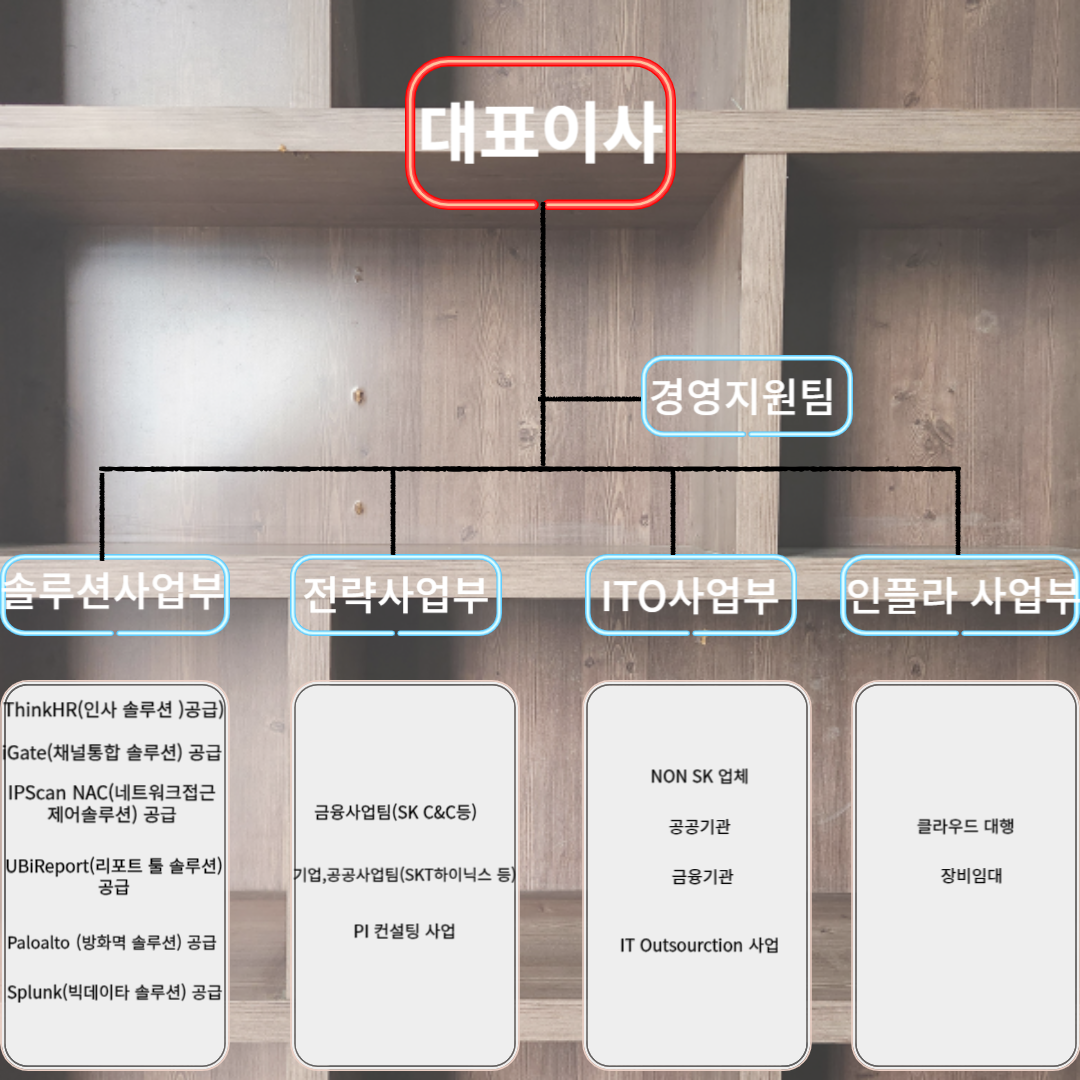 대표이사
경영지원팀
솔루션사업부
전략사업부
ITO사업부
인플라 사업부
ThinkHR(인사 솔루션 )공급)
iGate(채널통합 솔루션) 공급
IPScan NAC(네트워크접근
제어솔루션) 공급
UBiReport(리포트 툴 솔루션)
공급
Paloalto (방화멱 솔루션) 공급
Splunk(빅데이타 솔루션) 공급
금융사업팀(SK C&C등)
기업,공공사업팀(SKT하이닉스 등)
PI 컨설팅 사업
NON SK 업체
공공기관
금융기관
IT Outsourction 사업
클라우드 대행
장비임대